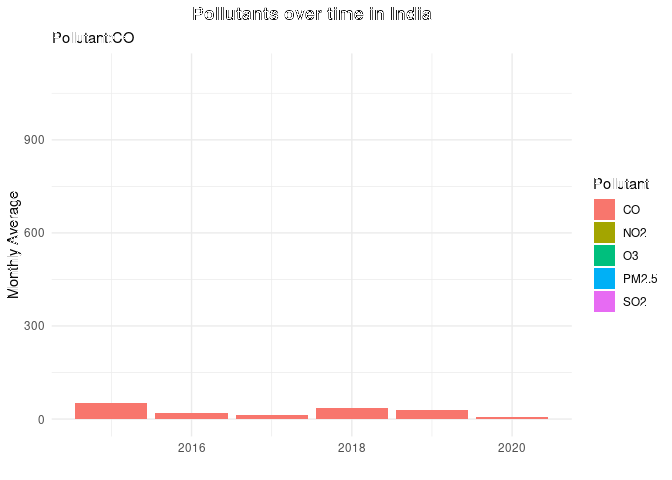 Pollutants over time in India
Pollutant:CO
Monthly Average
900
600
300
0
2016
2018
2020
Pollutant
CO
NO2
O3
PM2.5
SO2